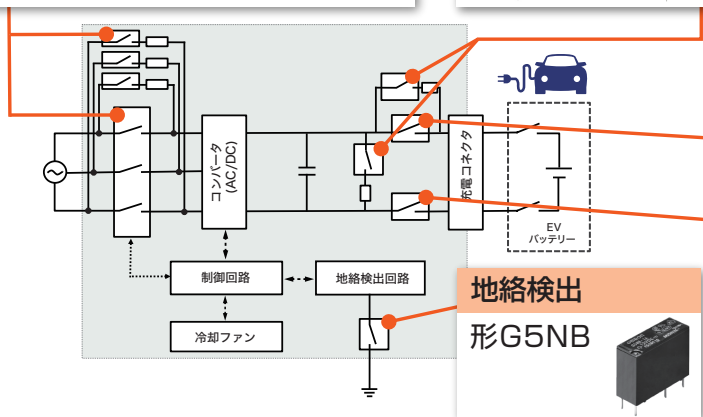 コンバータ
(AC/DC)
充電コネクタ
EV
バッテリー
制御回路
地絡検出回路
冷却ファン
地絡検出
形G5NB